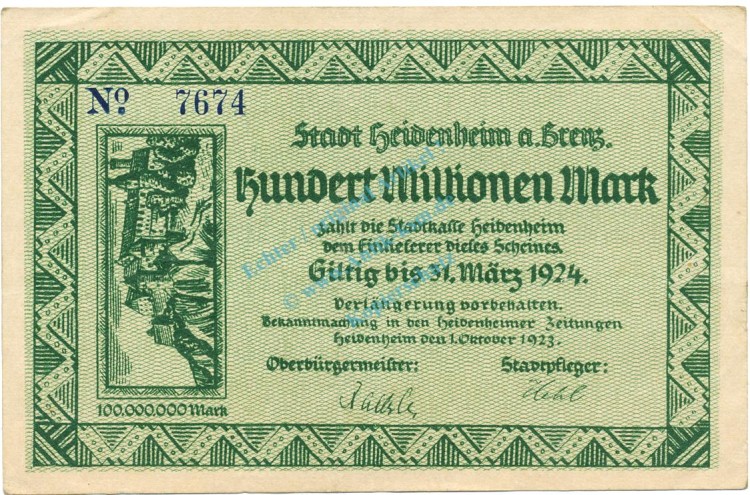 Nº 7674
Stadt Heidenheim a. Brenz.
Hundert Millionen Mark
zahlt die Stadtkasse Heidenheim
dem Einlieferer dieses Scheines.
Giltig bis 31. März 1924.
Verlängerung vorbehalten.
Bekanntmachung in den Heidenheimer Zeitungen
Heidenheim den 1. Oktober 1923.
Oberbürgermeister: Stadtpfleger:
100.000.000 Mark